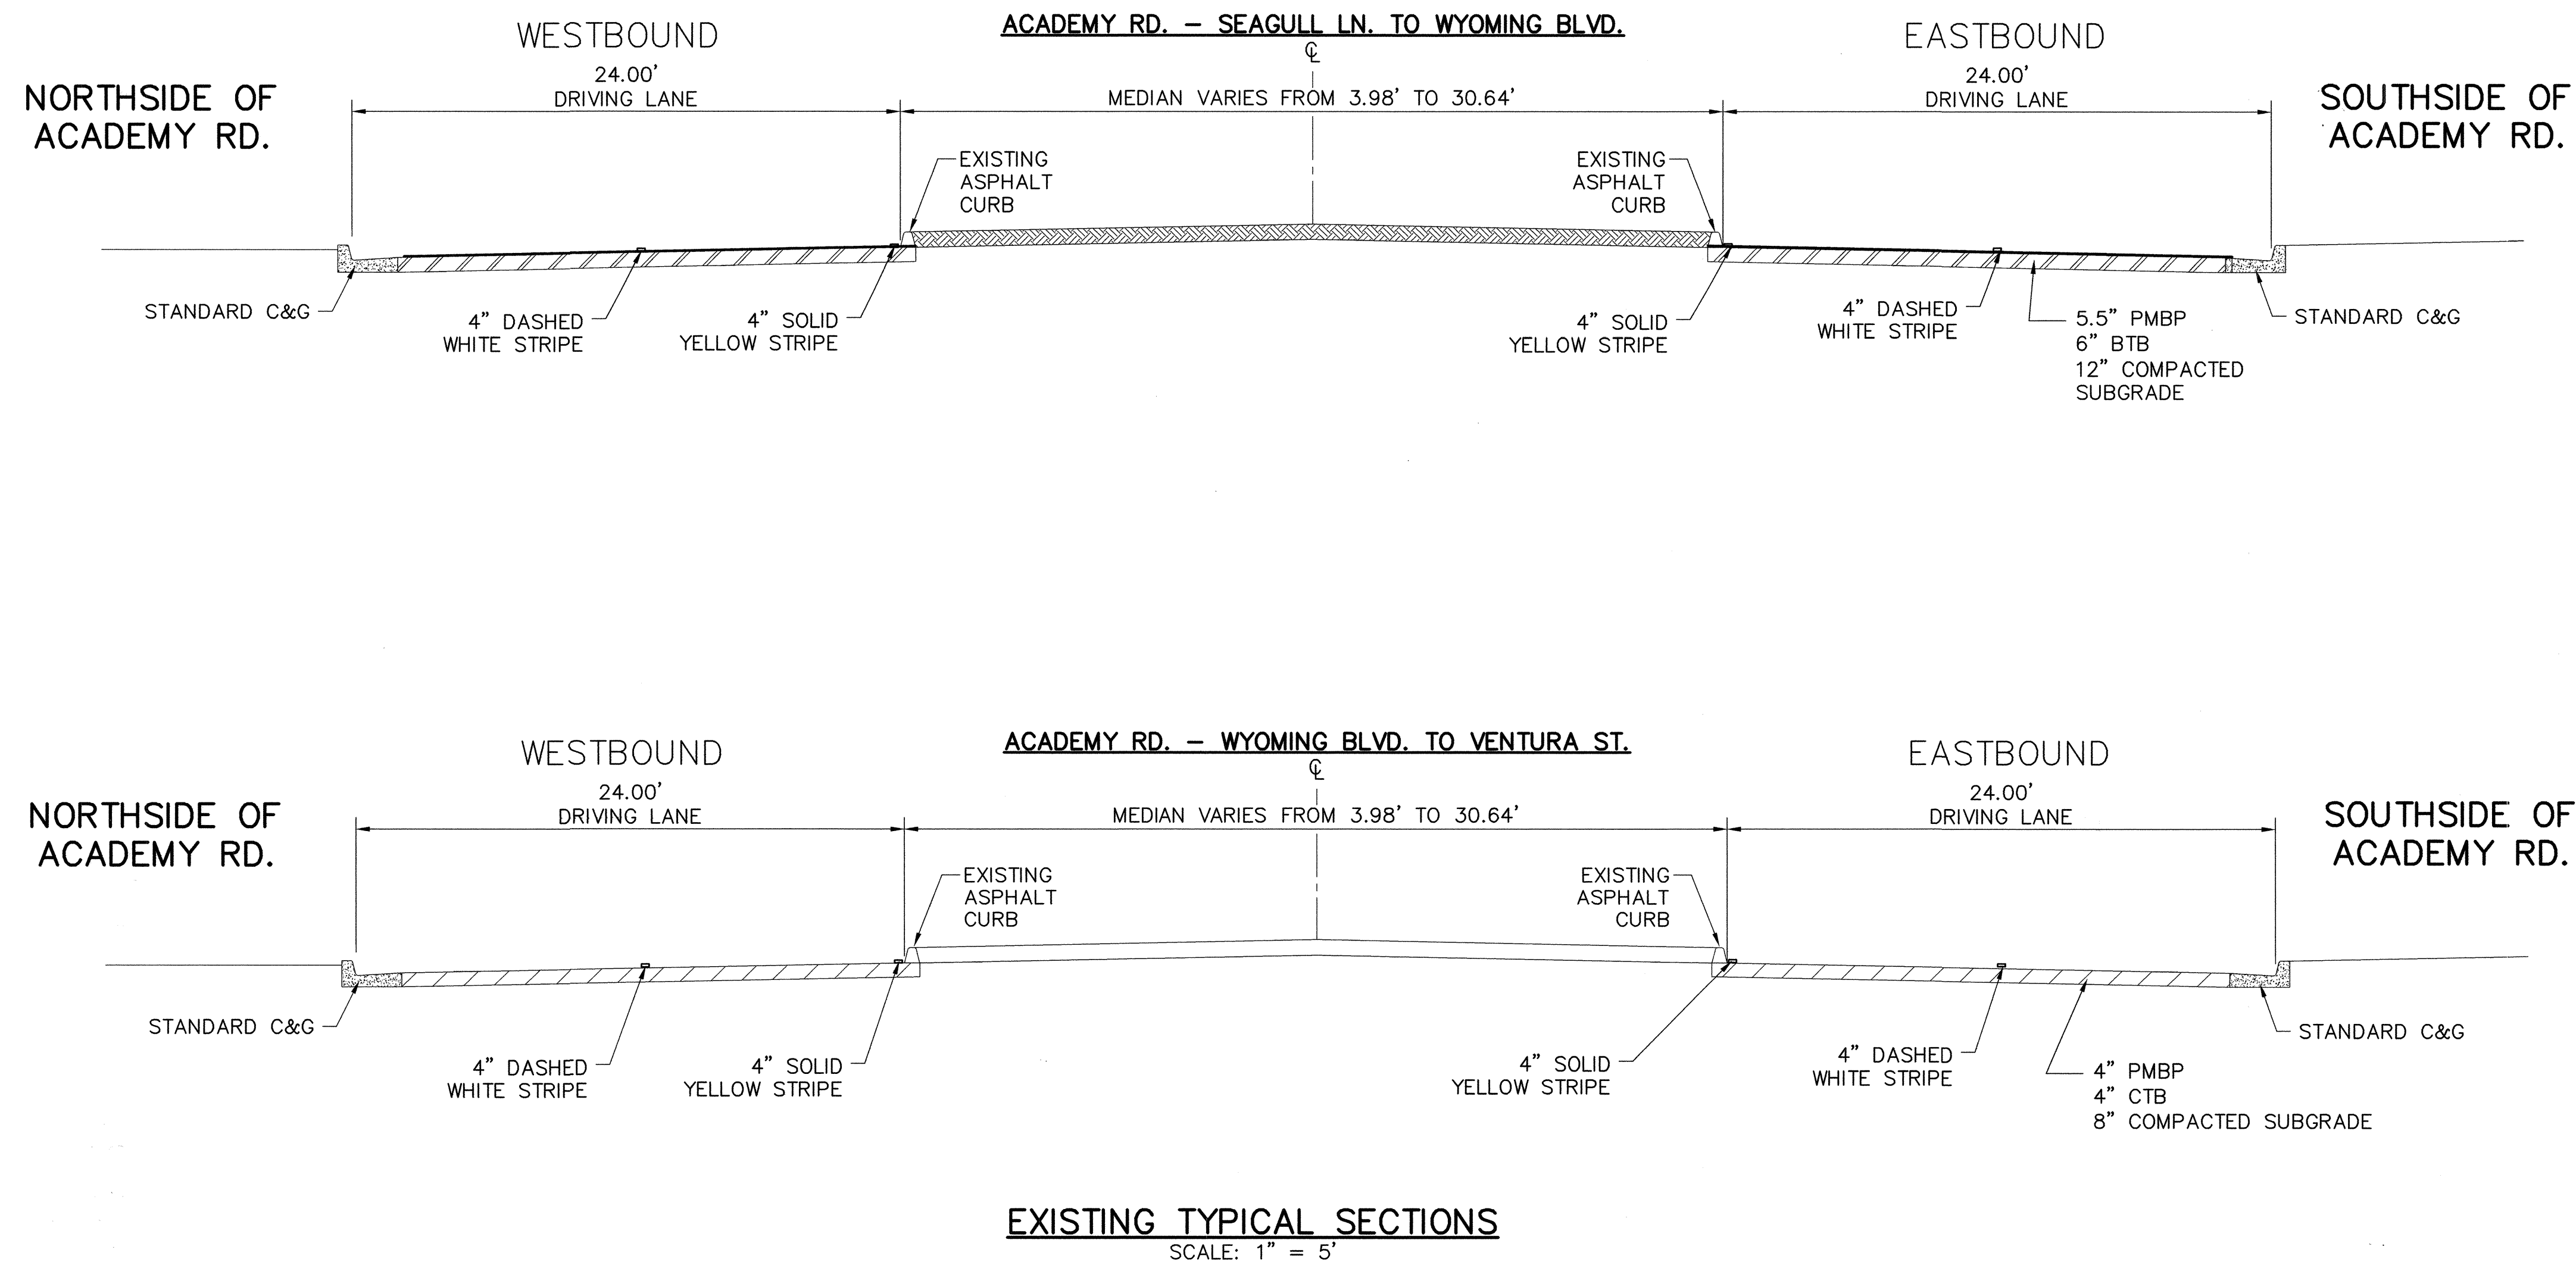 ACADEMY RD. – SEAGULL LN. TO WYOMING BLVD.
℄
WESTBOUND
24.00'
DRIVING LANE
MEDIAN VARIES FROM 3.98' TO 30.64'
EASTBOUND
24.00'
DRIVING LANE
NORTHSIDE OF
ACADEMY RD.
SOUTHSIDE OF
ACADEMY RD.
EXISTING
ASPHALT
CURB
EXISTING
ASPHALT
CURB
STANDARD C&G
4" DASHED
WHITE STRIPE
4" SOLID
YELLOW STRIPE
4" SOLID
YELLOW STRIPE
4" DASHED
WHITE STRIPE
5.5" PMBP
6" BTB
12" COMPACTED
SUBGRADE
STANDARD C&G
ACADEMY RD. – WYOMING BLVD. TO VENTURA ST.
℄
WESTBOUND
24.00'
DRIVING LANE
MEDIAN VARIES FROM 3.98' TO 30.64'
EASTBOUND
24.00'
DRIVING LANE
NORTHSIDE OF
ACADEMY RD.
SOUTHSIDE OF
ACADEMY RD.
EXISTING
ASPHALT
CURB
EXISTING
ASPHALT
CURB
STANDARD C&G
4" DASHED
WHITE STRIPE
4" SOLID
YELLOW STRIPE
4" SOLID
YELLOW STRIPE
4" DASHED
WHITE STRIPE
4" PMBP
4" CTB
8" COMPACTED SUBGRADE
STANDARD C&G
EXISTING TYPICAL SECTIONS
SCALE: 1" = 5'